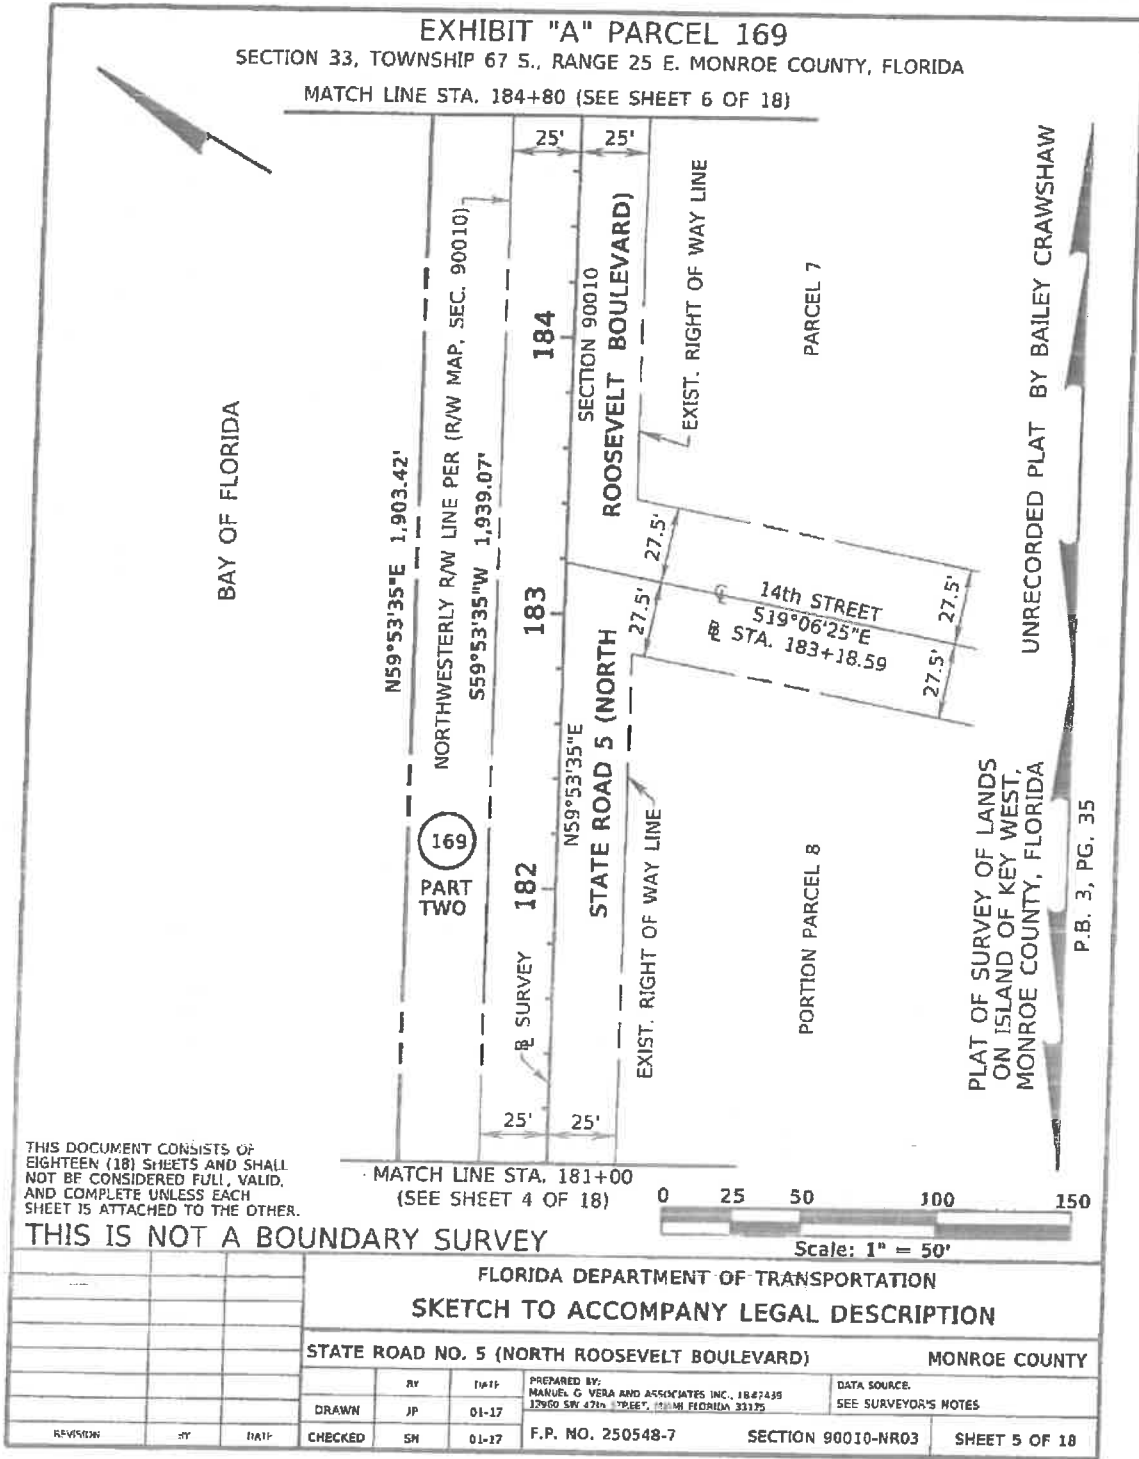 EXHIBIT "A" PARCEL 169
SECTION 33, TOWNSHIP 67 S., RANGE 25 E. MONROE COUNTY, FLORIDA
MATCH LINE STA. 184+80 (SEE SHEET 6 OF 18)
25'
25'
BAY OF FLORIDA
N59°53'35"E 1,903.42'
NORTHWESTERLY R/W LINE PER (R/W MAP, SEC. 90010)
S59°53'35"W 1,939.07'
184
183
182
SECTION 90010
N59°53'35"E
STATE ROAD 5 (NORTH ROOSEVELT BOULEVARD)
EXIST. RIGHT OF WAY LINE
PARCEL 7
27.5'
27.5'
14th STREET
S19°06'25"E
STA. 183+18.59
27.5'
27.5'
169
PART
TWO
SURVEY
EXIST. RIGHT OF WAY LINE
PORTION PARCEL 8
UNRECORDED PLAT BY BAILEY CRAWSHAW
PLAT OF SURVEY OF LANDS
ON ISLAND OF KEY WEST,
MONROE COUNTY, FLORIDA
P.B. 3, PG. 35
25'
25'
MATCH LINE STA. 181+00
(SEE SHEET 4 OF 18)
THIS DOCUMENT CONSISTS OF
EIGHTEEN (18) SHEETS AND SHALL
NOT BE CONSIDERED FULL, VALID,
AND COMPLETE UNLESS EACH
SHEET IS ATTACHED TO THE OTHER.
THIS IS NOT A BOUNDARY SURVEY
0 25 50 100 150
Scale: 1" = 50'
FLORIDA DEPARTMENT OF TRANSPORTATION
SKETCH TO ACCOMPANY LEGAL DESCRIPTION
STATE ROAD NO. 5 (NORTH ROOSEVELT BOULEVARD) MONROE COUNTY
BY DATE
PREPARED BY:
MANUEL G VERA AND ASSOCIATES INC.,
FLORIDA 33175
DATA SOURCE:
SEE SURVEYOR'S NOTES
DRAWN JP 01-17
REVISION BY DATE
CHECKED SM 01-17
F.P. NO. 250548-7
SECTION 90010-NR03
SHEET 5 OF 18